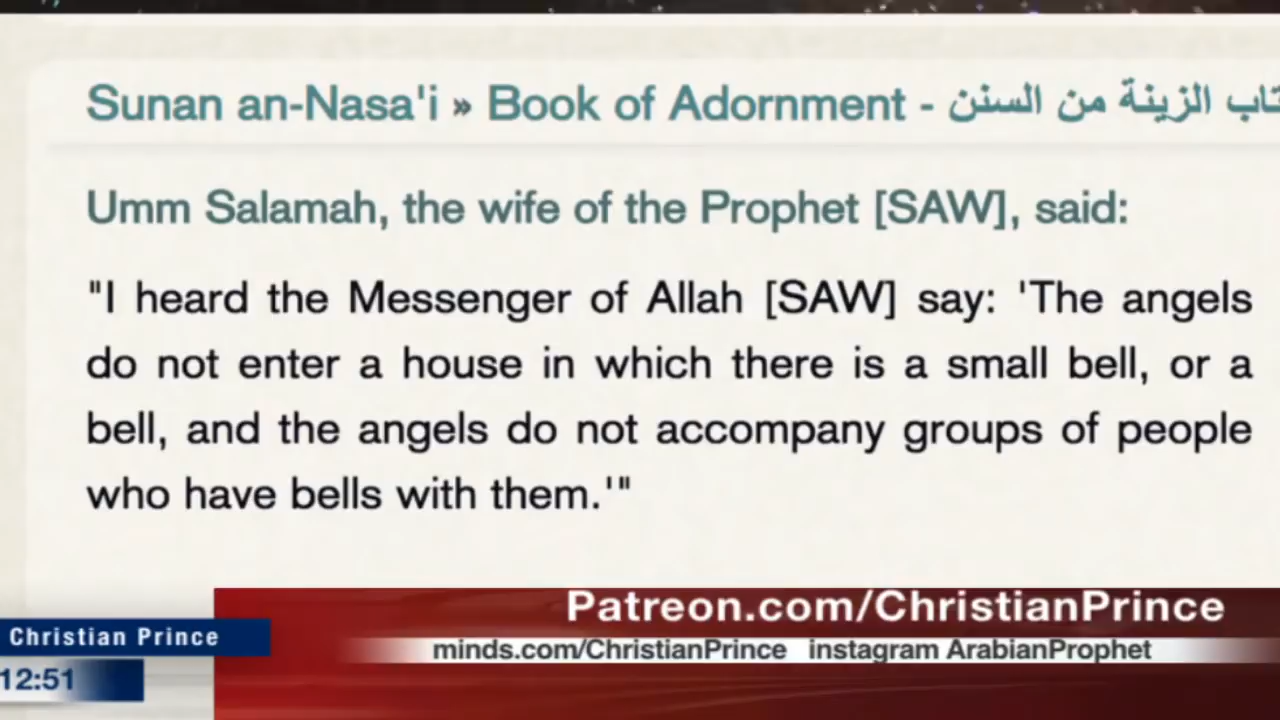 Sunan an-Nasa'i » Book of Adornment - تاب الزينة من السنن
Umm Salamah, the wife of the Prophet [SAW], said:
"I heard the Messenger of Allah [SAW] say: 'The angels
do not enter a house in which there is a small bell, or a
bell, and the angels do not accompany groups of people
who have bells with them.'"
Patreon.com/ChristianPrince
Christian Prince
minds.com/ChristianPrince instagram ArabianProphet
12:51